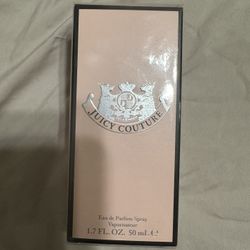 JUICY COUTURE
Eau de Parfum Spray
Vaporisateur
1.7 FL. OZ. 50 mL ℮